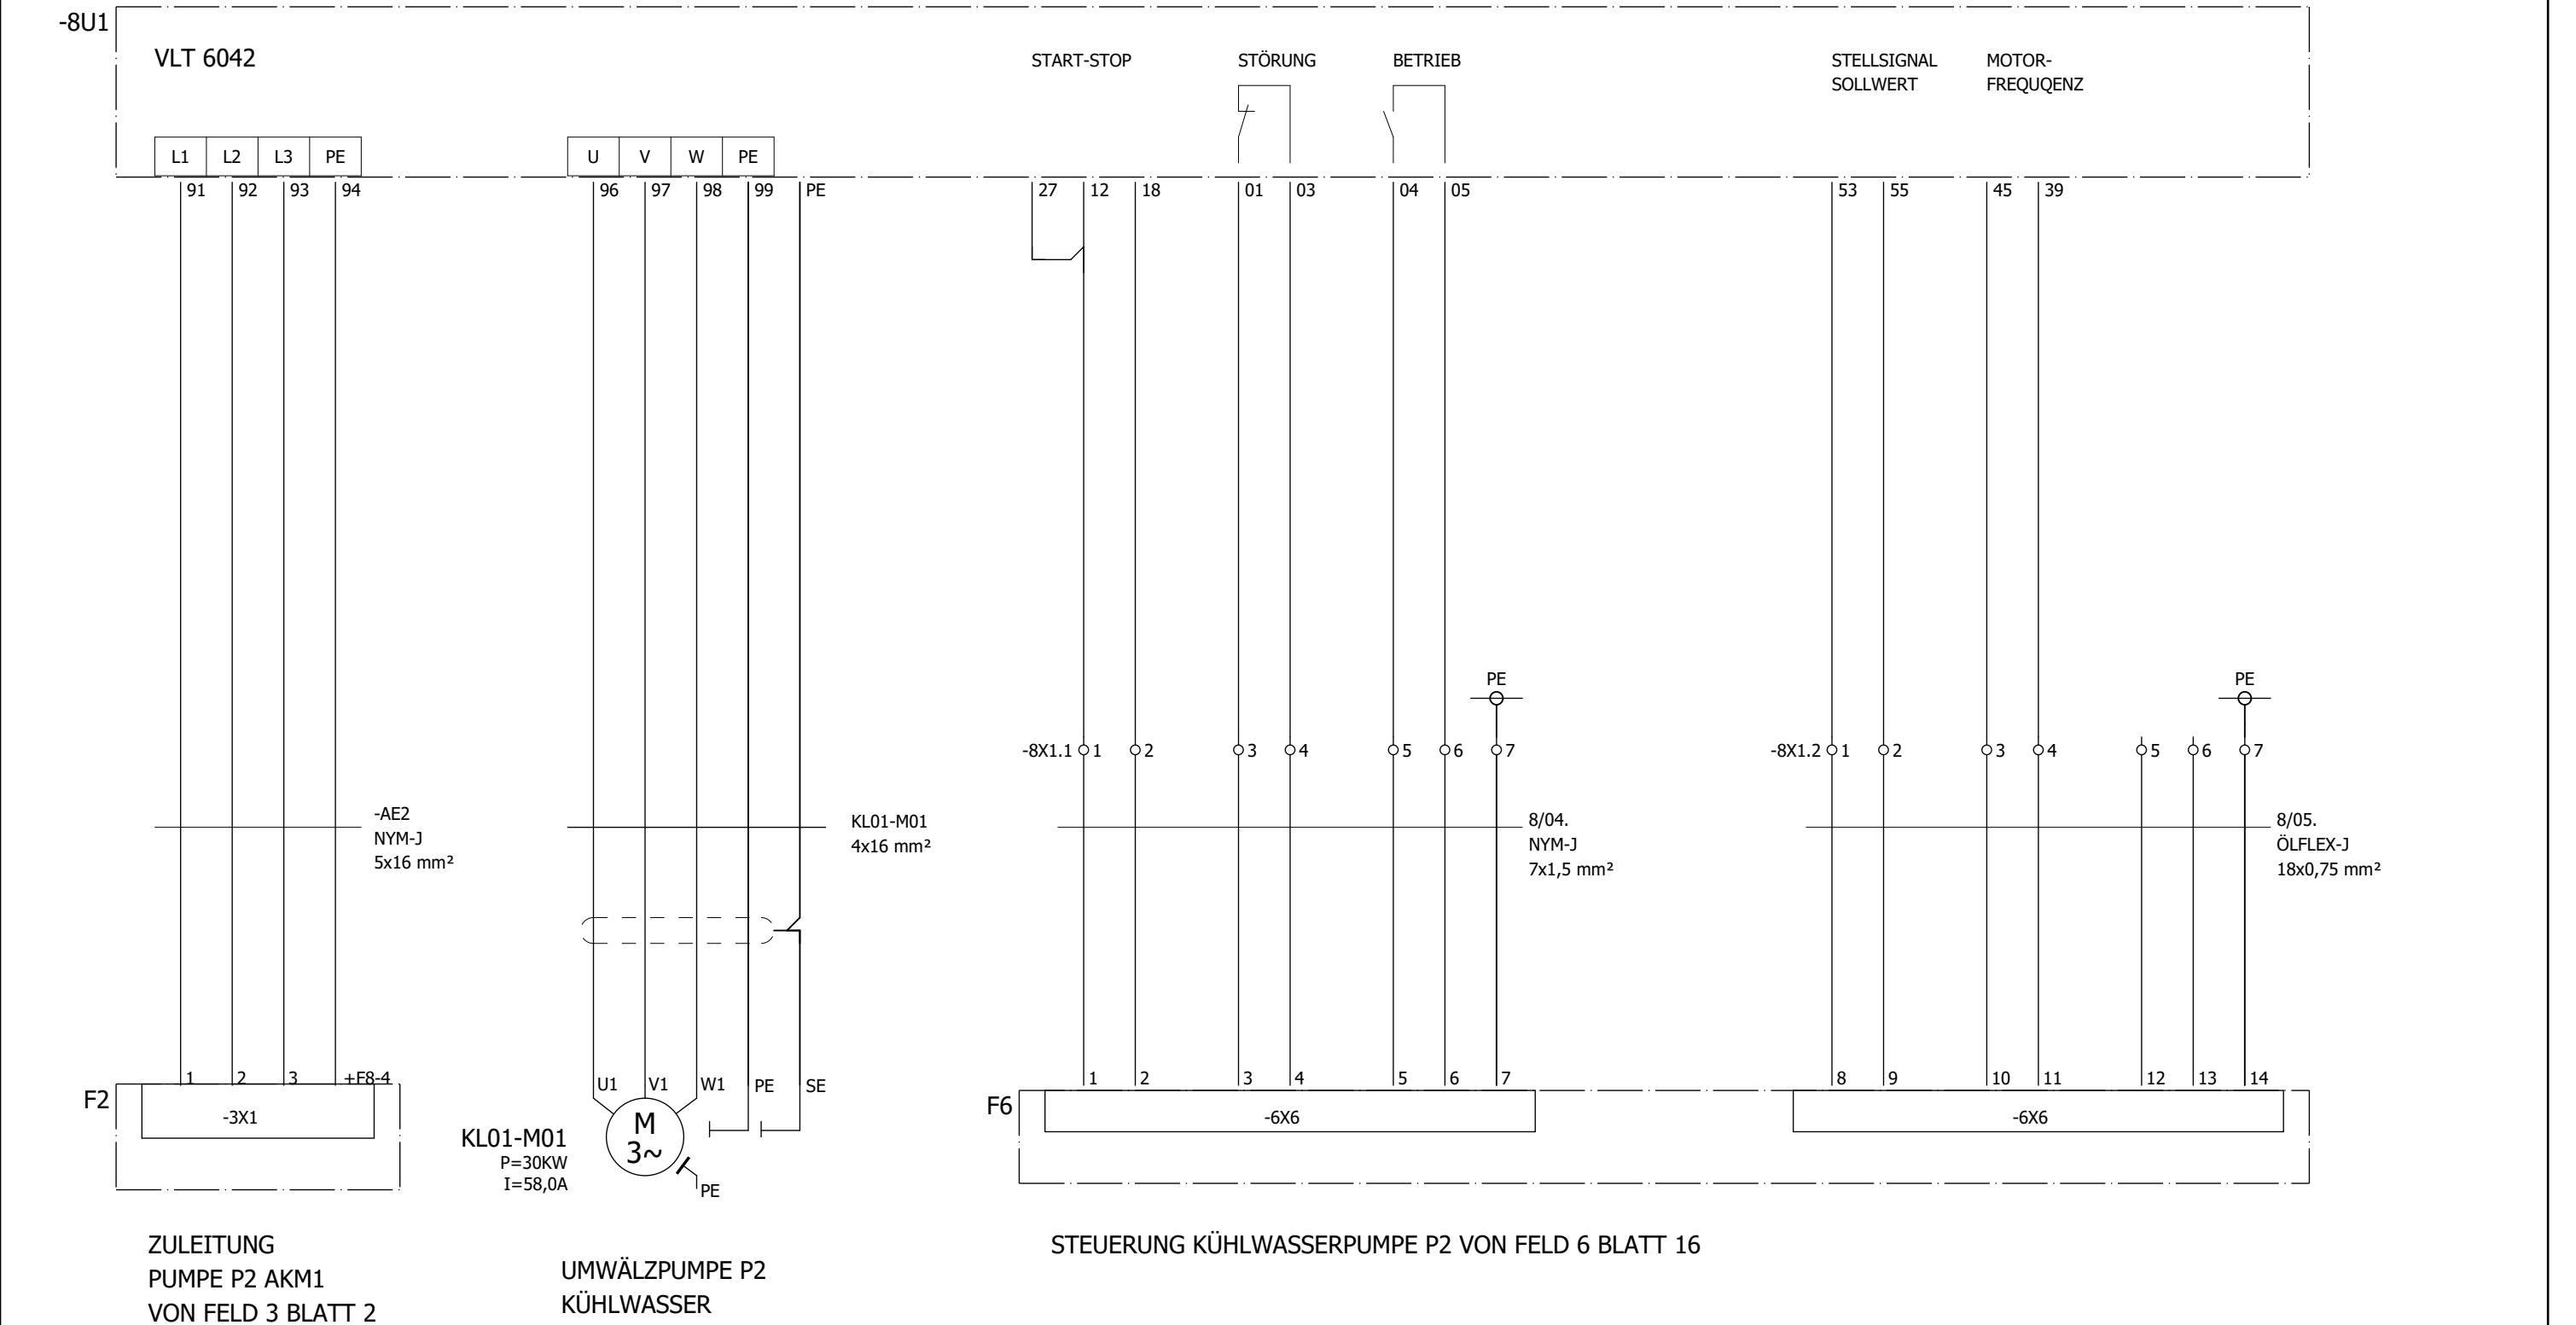 -8U1
VLT 6042
START-STOP
STÖRUNG
BETRIEB
STELLSIGNAL
SOLLWERT
MOTOR-
FREQUQENZ
L1 L2 L3 PE
U V W PE
91 92 93 94
96 97 98 99 PE
27 12 18 01 03 04 05
53 55 45 39
PE
PE
-8X1.1 1 2 3 4 5 6 7
-8X1.2 1 2 3 4 5 6 7
-AE2
NYM-J
5x16 mm²
KL01-M01
4x16 mm²
8/04.
NYM-J
7x1,5 mm²
8/05.
ÖLFLEX-J
18x0,75 mm²
1 2 3 +F8-4
F2
-3X1
U1 V1 W1 PE SE
M
3~
KL01-M01
P=30KW
I=58,0A
PE
1 2 3 4 5 6 7
8 9 10 11 12 13 14
F6
-6X6
-6X6
ZULEITUNG
PUMPE P2 AKM1
VON FELD 3 BLATT 2
UMWÄLZPUMPE P2
KÜHLWASSER
STEUERUNG KÜHLWASSERPUMPE P2 VON FELD 6 BLATT 16